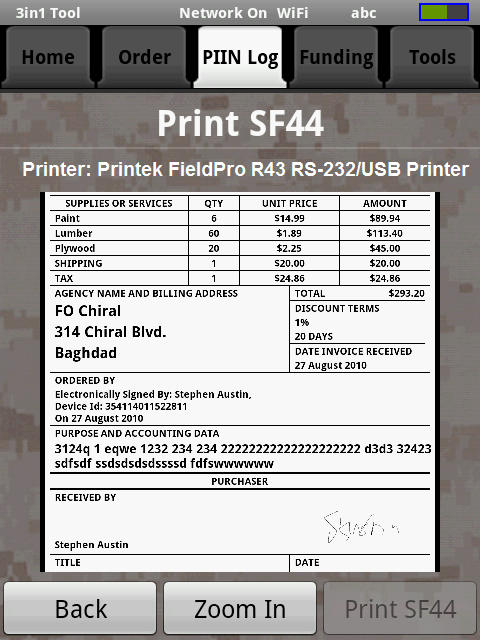 3in1 Tool Network On WiFi abc
Home Order PIIN Log Funding Tools
Print SF44
Printer: Printek FieldPro R43 RS-232/USB Printer
SUPPLIES OR SERVICES QTY UNIT PRICE AMOUNT
Paint 6 $14.99 $89.94
Lumber 60 $1.89 $113.40
Plywood 20 $2.25 $45.00
SHIPPING 1 $20.00 $20.00
TAX 1 $24.86 $24.86
AGENCY NAME AND BILLING ADDRESS
FO Chiral
314 Chiral Blvd.
Baghdad
TOTAL $293.20
DISCOUNT TERMS
1%
20 DAYS
DATE INVOICE RECEIVED
27 August 2010
ORDERED BY
Electronically Signed By: Stephen Austin,
Device Id: 354114011522811
On 27 August 2010
PURPOSE AND ACCOUNTING DATA
3124q 1 eqwe 1232 234 234 22222222222222222222 d3d3 32423
sdfsdf ssdsdsdsdssssd fdfswwwwww
PURCHASER
RECEIVED BY
Stephen Austin
TITLE DATE
Back Zoom In Print SF44